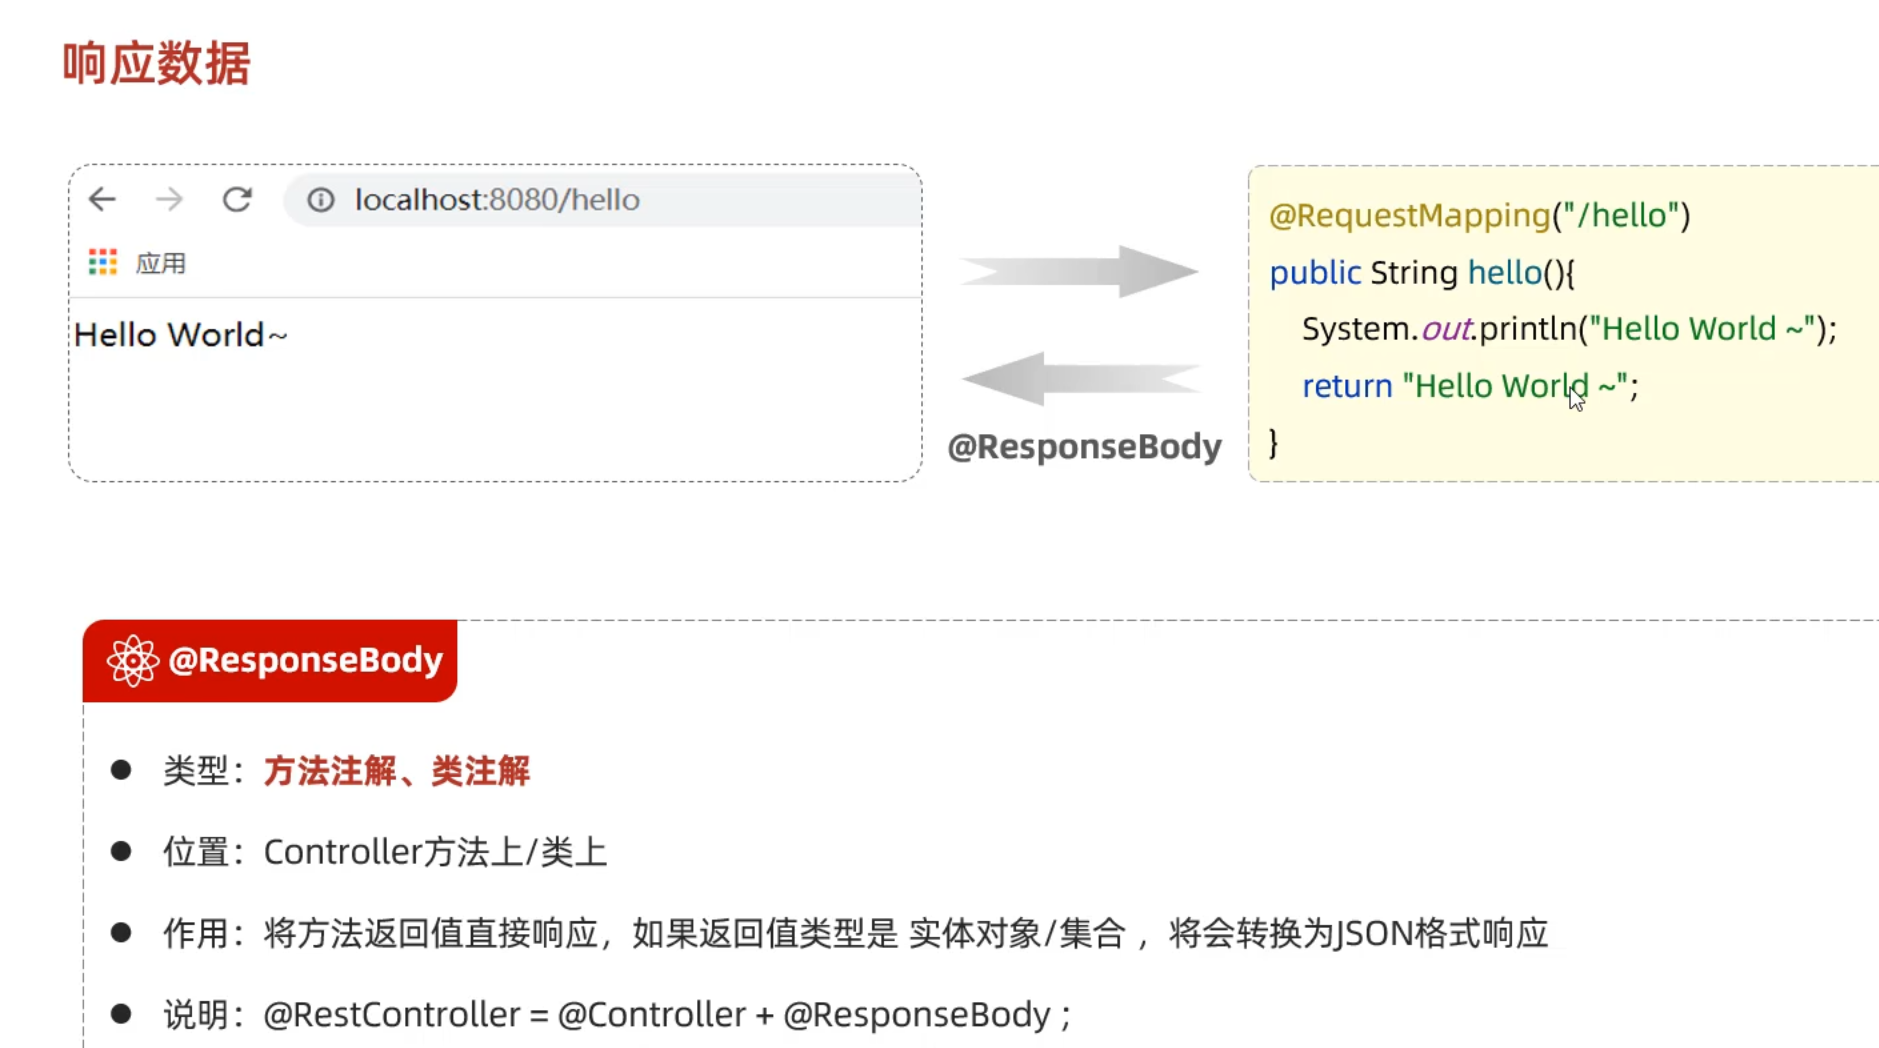 响应数据
localhost:8080/hello
应用
Hello World~
@ResponseBody
@RequestMapping("/hello")
public String hello(){
System.out.println("Hello World ~");
return "Hello World ~";
}
@ResponseBody
● 类型：方法注解、类注解
● 位置：Controller方法上/类上
● 作用：将方法返回值直接响应，如果返回值类型是 实体对象/集合 ，将会转换为JSON格式响应
● 说明：@RestController = @Controller + @ResponseBody ;